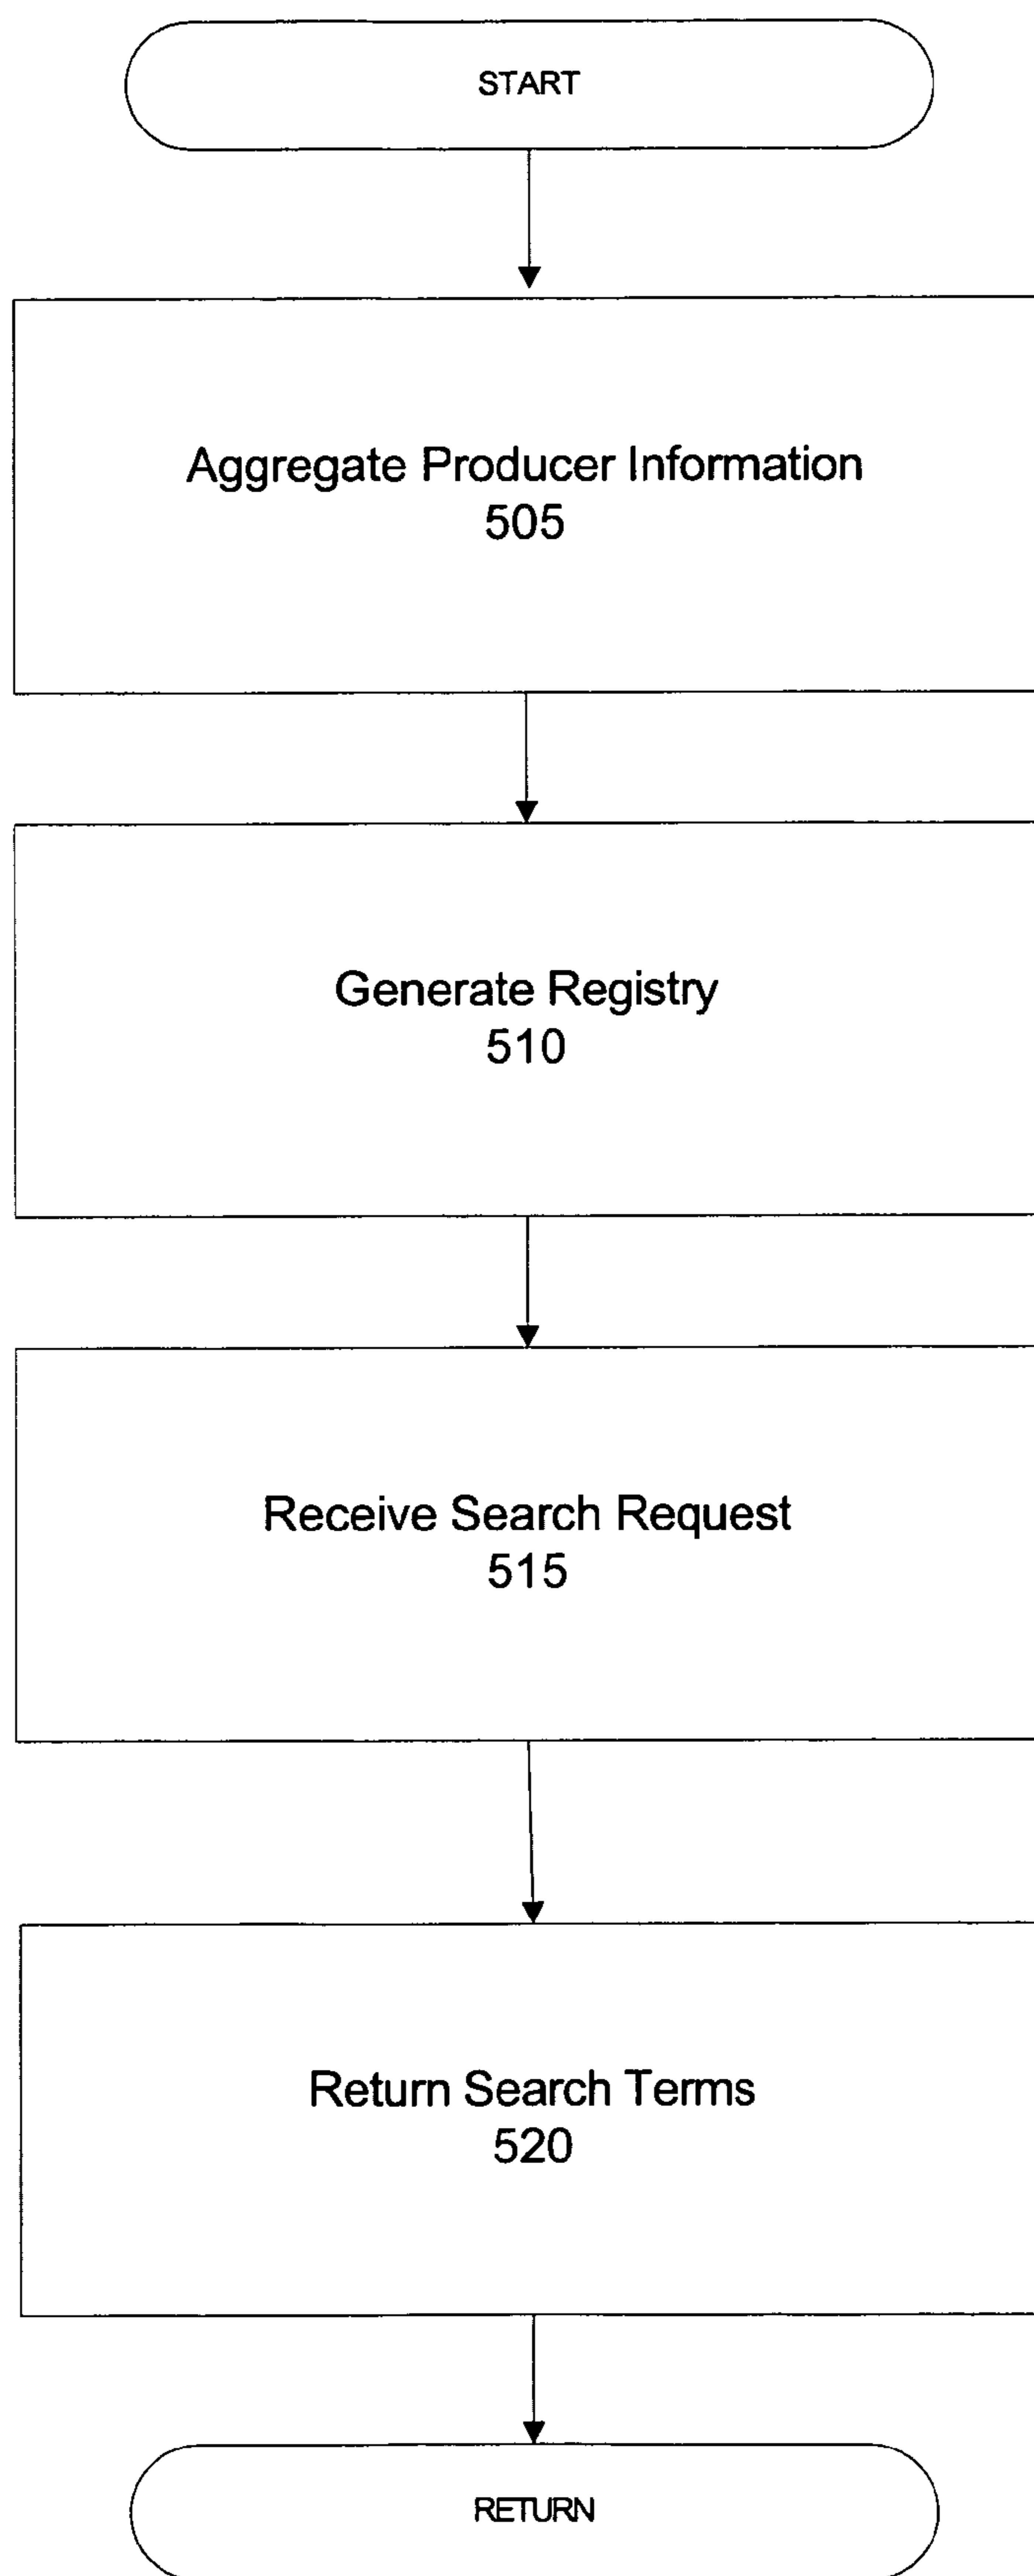 START
Aggregate Producer Information
505
Generate Registry
510
Receive Search Request
515
Return Search Terms
520
RETURN